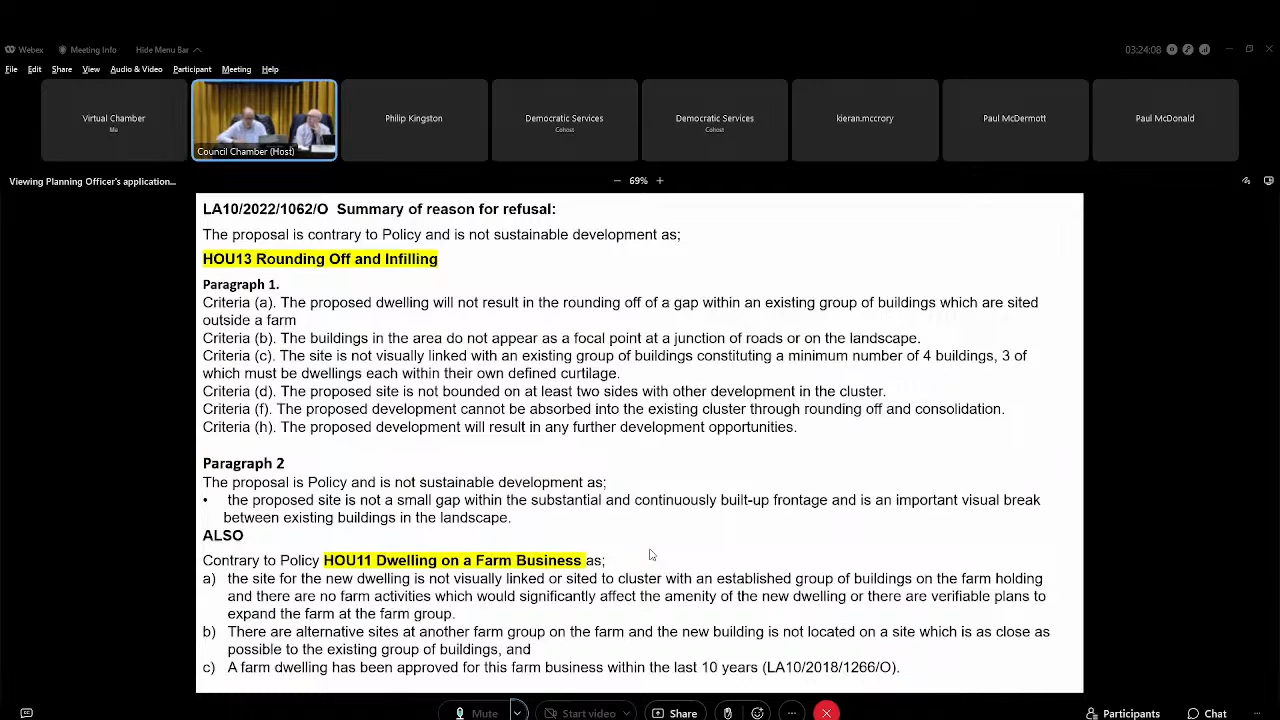 Webex
Meeting Info
Hide Menu Bar
03:24:08
File Edit Share View Audio & Video Participant Meeting Help
Virtual Chamber
Me
Council Chamber (Host)
Philip Kingston
Democratic Services
Cohost
Democratic Services
Cohost
kieran.mccrory
Paul McDermott
Paul McDonald
Viewing Planning Officer's application...
69%
LA10/2022/1062/O Summary of reason for refusal:
The proposal is contrary to Policy and is not sustainable development as;
HOU13 Rounding Off and Infilling
Paragraph 1.
Criteria (a). The proposed dwelling will not result in the rounding off of a gap within an existing group of buildings which are sited
outside a farm
Criteria (b). The buildings in the area do not appear as a focal point at a junction of roads or on the landscape.
Criteria (c). The site is not visually linked with an existing group of buildings constituting a minimum number of 4 buildings, 3 of
which must be dwellings each within their own defined curtilage.
Criteria (d). The proposed site is not bounded on at least two sides with other development in the cluster.
Criteria (f). The proposed development cannot be absorbed into the existing cluster through rounding off and consolidation.
Criteria (h). The proposed development will result in any further development opportunities.
Paragraph 2
The proposal is Policy and is not sustainable development as;
• the proposed site is not a small gap within the substantial and continuously built-up frontage and is an important visual break
between existing buildings in the landscape.
ALSO
Contrary to Policy HOU11 Dwelling on a Farm Business as;
a) the site for the new dwelling is not visually linked or sited to cluster with an established group of buildings on the farm holding
and there are no farm activities which would significantly affect the amenity of the new dwelling or there are verifiable plans to
expand the farm at the farm group.
b) There are alternative sites at another farm group on the farm and the new building is not located on a site which is as close as
possible to the existing group of buildings, and
c) A farm dwelling has been approved for this farm business within the last 10 years (LA10/2018/1266/O).
Mute
Start video
Share
Participants
Chat